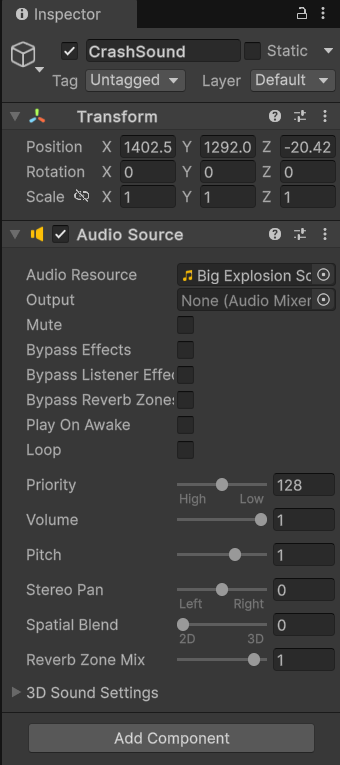 Inspector
CrashSound Static
Tag Untagged Layer Default
Transform
Position X 1402.5 Y 1292.0 Z -20.42
Rotation X 0 Y 0 Z 0
Scale X 1 Y 1 Z 1
Audio Source
Audio Resource Big Explosion Sc
Output None (Audio Mixer
Mute
Bypass Effects
Bypass Listener Effec
Bypass Reverb Zones
Play On Awake
Loop
Priority 128
High Low
Volume 1
Pitch 1
Stereo Pan 0
Left Right
Spatial Blend 0
2D 3D
Reverb Zone Mix 1
3D Sound Settings
Add Component